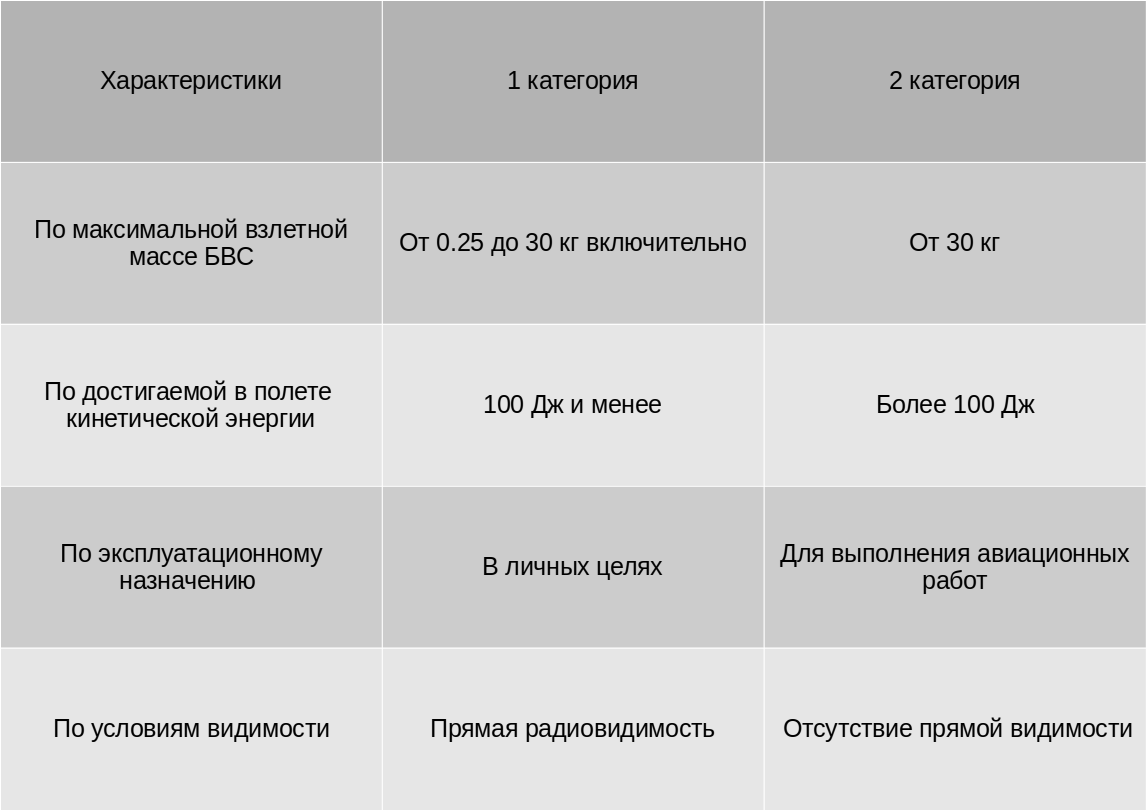 Характеристики
1 категория
2 категория
По максимальной взлетной
массе БВС
От 0.25 до 30 кг включительно
От 30 кг
По достигаемой в полете
кинетической энергии
100 Дж и менее
Более 100 Дж
По эксплуатационному
назначению
В личных целях
Для выполнения авиационных
работ
По условиям видимости
Прямая радиовидимость
Отсутствие прямой видимости